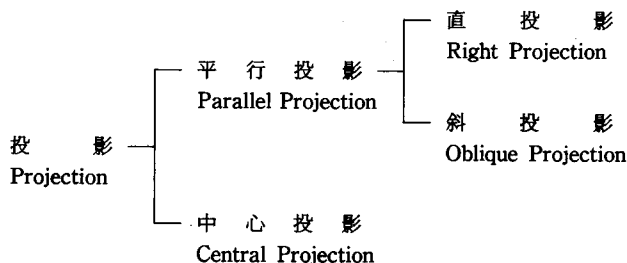 投影
Projection
平行投影
Parallel Projection
直投影
Right Projection
斜投影
Oblique Projection
中心投影
Central Projection